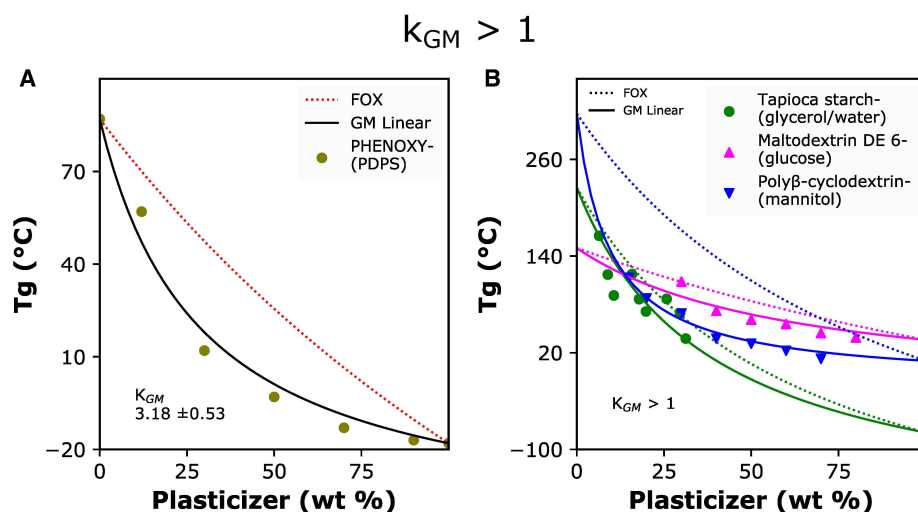 kGM > 1
A
FOX
GM Linear
PHENOXY-
(PDPS)
70
40
10
−20
Tg (°C)
KGM
3.18 ±0.53
0
25
50
75
Plasticizer (wt %)
B
FOX
GM Linear
Tapioca starch-
(glycerol/water)
Maltodextrin DE 6-
(glucose)
Polyβ-cyclodextrin-
(mannitol)
260
140
20
−100
Tg (°C)
KGM > 1
0
25
50
75
Plasticizer (wt %)